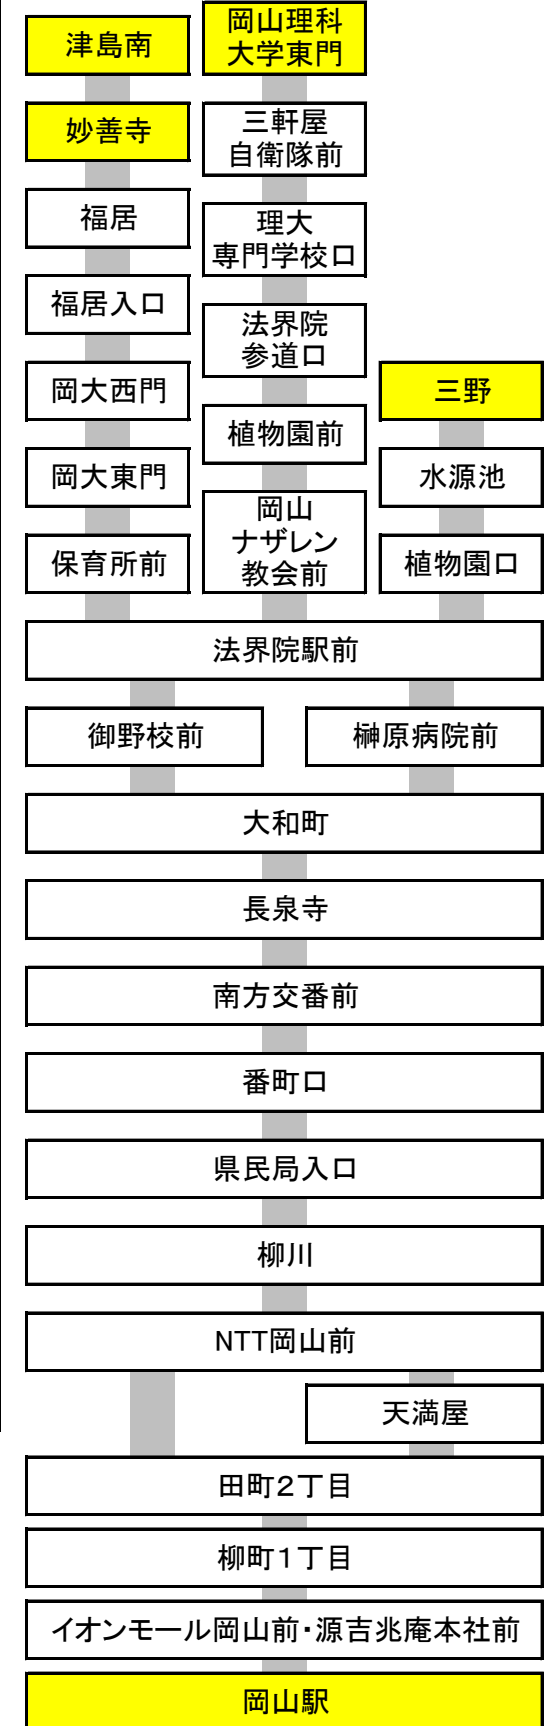 津島南
妙善寺
福居
福居入口
岡大西門
岡大東門
保育所前
岡山理科
大学東門
三軒屋
自衛隊前
理大
専門学校口
法界院
参道口
植物園前
岡山
ナザレン
教会前
三野
水源池
植物園口
法界院駅前
御野校前
榊原病院前
大和町
長泉寺
南方交番前
番町口
県民局入口
柳川
NTT岡山前
天満屋
田町2丁目
柳町1丁目
イオンモール岡山前・源吉兆庵本社前
岡山駅